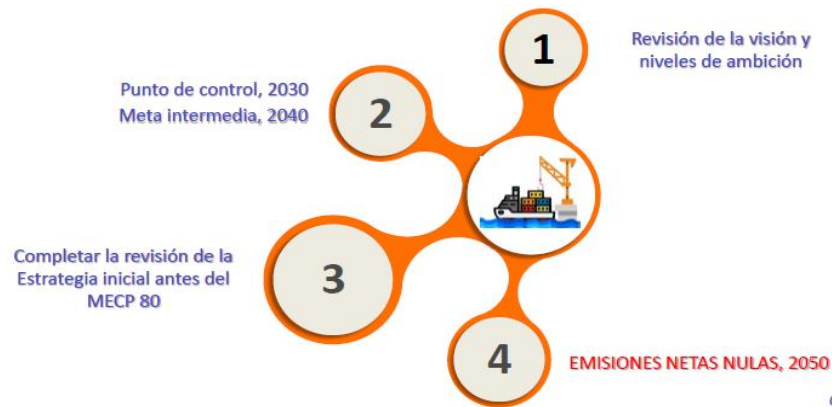 1
Revisión de la visión y
niveles de ambición
Punto de control, 2030
Meta intermedia, 2040
2
Completar la revisión de la
Estrategia inicial antes del
MECP 80
3
4
EMISIONES NETAS NULAS, 2050